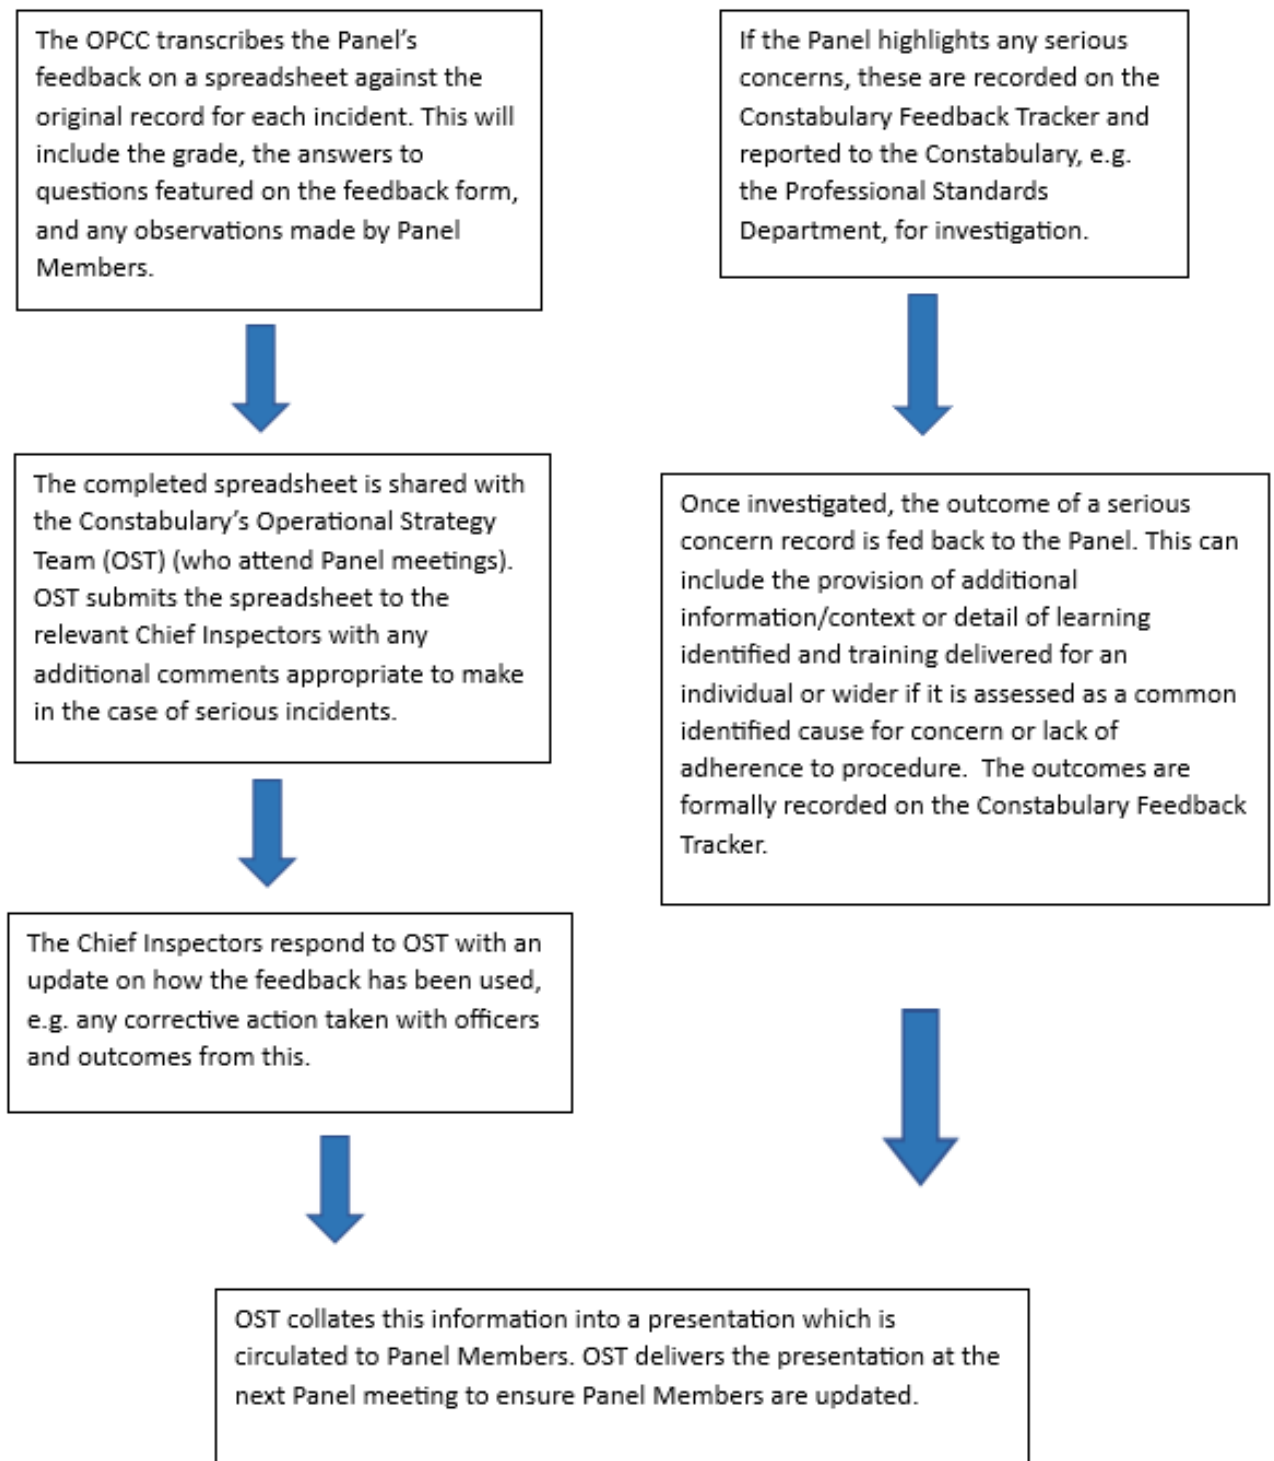 The OPCC transcribes the Panel's
feedback on a spreadsheet against the
original record for each incident. This will
include the grade, the answers to
questions featured on the feedback form,
and any observations made by Panel
Members.
If the Panel highlights any serious
concerns, these are recorded on the
Constabulary Feedback Tracker and
reported to the Constabulary, e.g.
the Professional Standards
Department, for investigation.
The completed spreadsheet is shared with
the Constabulary's Operational Strategy
Team (OST) (who attend Panel meetings).
OST submits the spreadsheet to the
relevant Chief Inspectors with any
additional comments appropriate to make
in the case of serious incidents.
Once investigated, the outcome of a serious
concern record is fed back to the Panel. This can
include the provision of additional
information/context or detail of learning
identified and training delivered for an
individual or wider if it is assessed as a common
identified cause for concern or lack of
adherence to procedure.  The outcomes are
formally recorded on the Constabulary Feedback
Tracker.
The Chief Inspectors respond to OST with an
update on how the feedback has been used,
e.g. any corrective action taken with officers
and outcomes from this.
OST collates this information into a presentation which is
circulated to Panel Members. OST delivers the presentation at the
next Panel meeting to ensure Panel Members are updated.